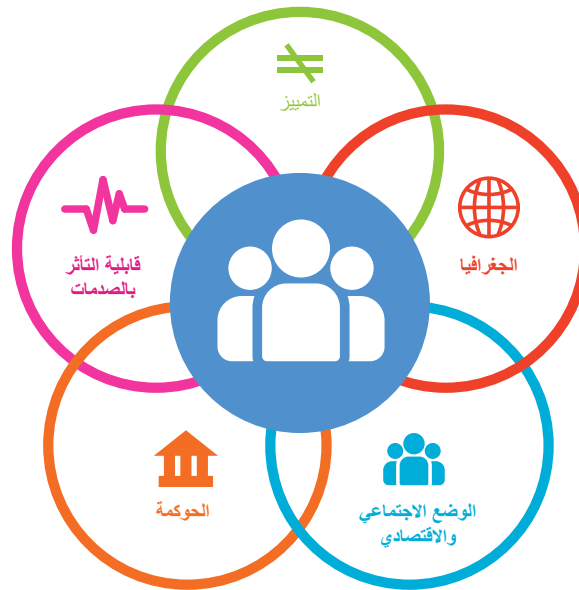 التمييز
الجغرافيا
قابلية التأثر
بالصدمات
الحوكمة
الوضع الاجتماعي
والاقتصادي